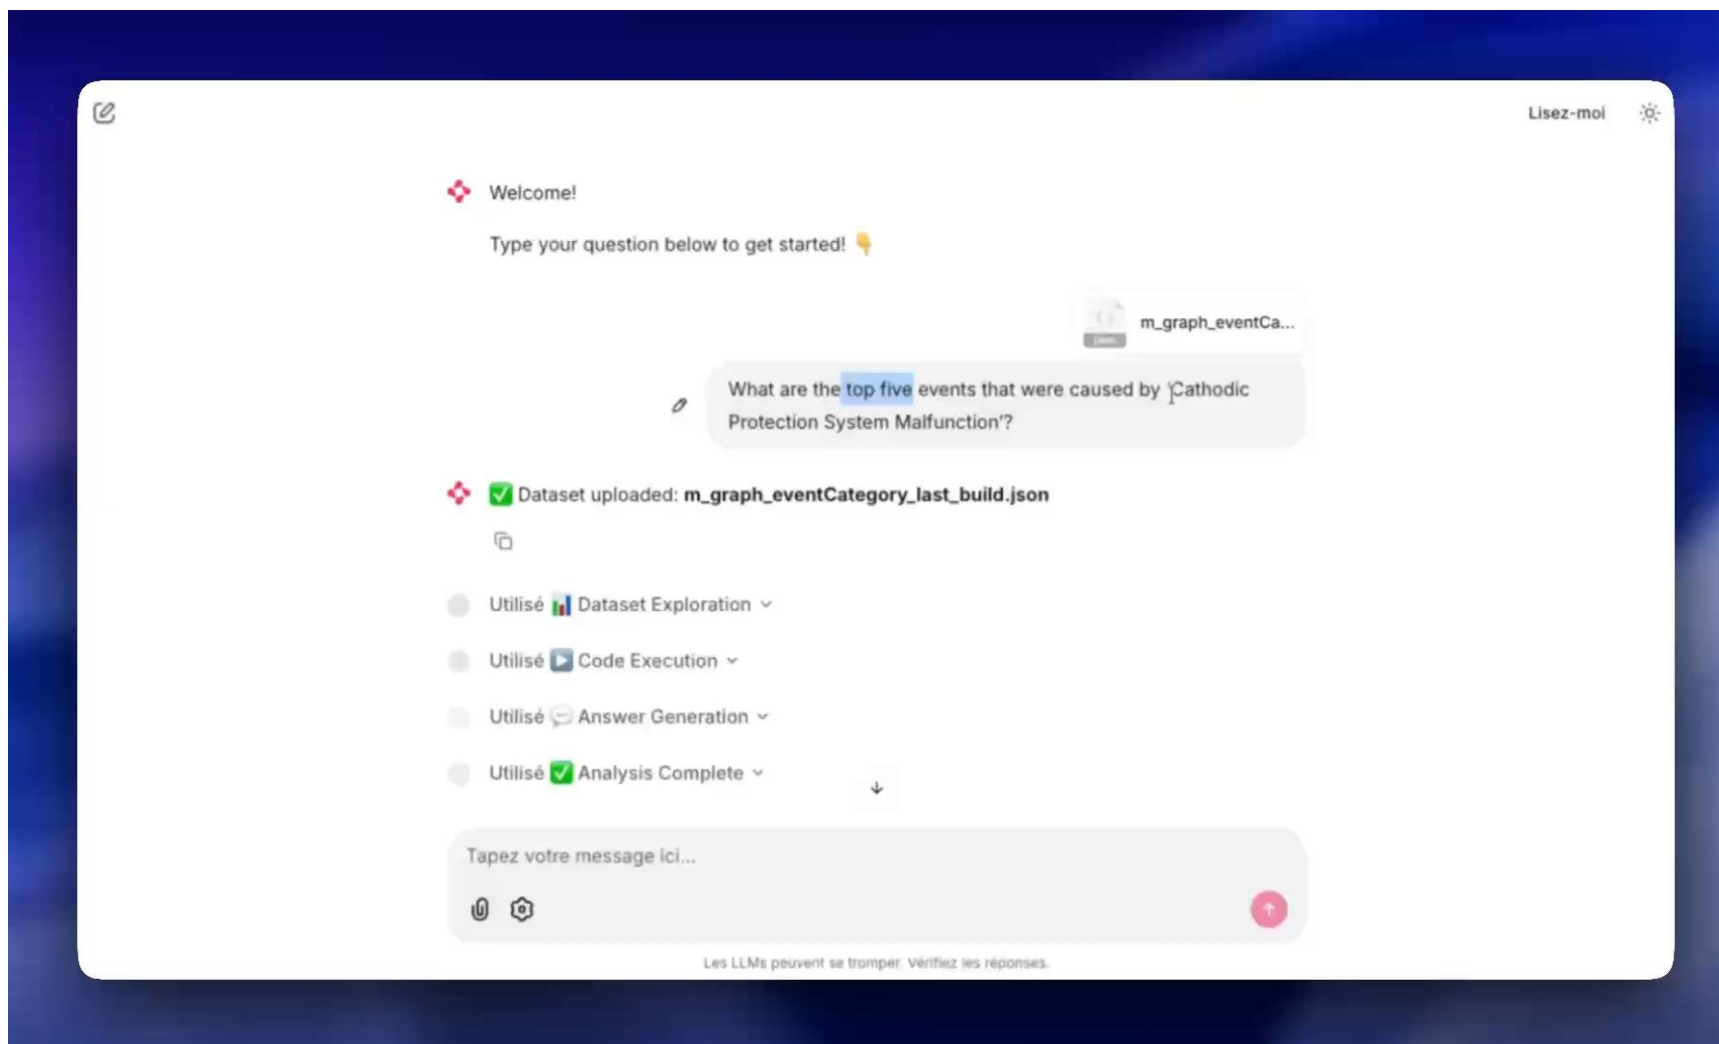 Lisez-moi
Welcome!
Type your question below to get started! 👇
m_graph_eventCa...
What are the top five events that were caused by 'Cathodic
Protection System Malfunction'?
✅ Dataset uploaded: m_graph_eventCategory_last_build.json
Utilisé 📊 Dataset Exploration
Utilisé ▶️ Code Execution
Utilisé 💬 Answer Generation
Utilisé ✅ Analysis Complete
Tapez votre message ici...
Les LLMs peuvent se tromper. Vérifiez les réponses.